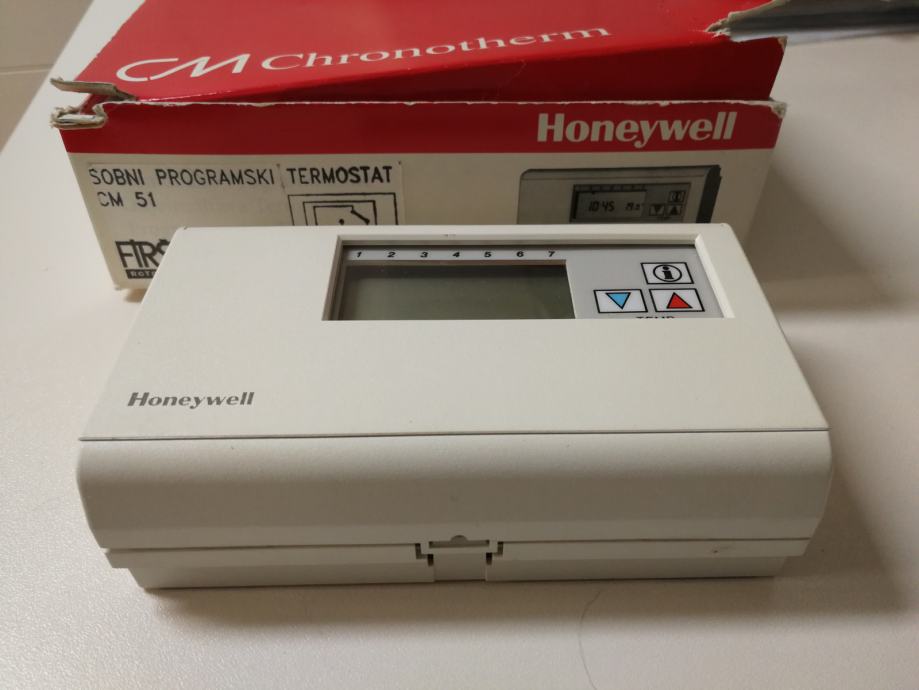 CM Chronotherm
Honeywell
SOBNI PROGRAMSKI TERMOSTAT
CM 51
10:45
1 2 3 4 5 6 7
Honeywell